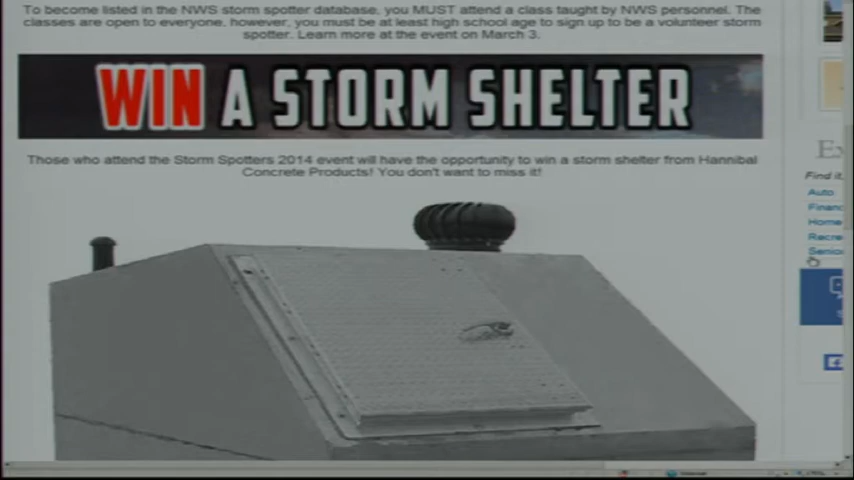 To become listed in the NWS storm spotter database, you MUST attend a class taught by NWS personnel. The
classes are open to everyone, however, you must be at least high school age to sign up to be a volunteer storm
spotter. Learn more at the event on March 3.
WIN A STORM SHELTER
Those who attend the Storm Spotters 2014 event will have the opportunity to win a storm shelter from Hannibal
Concrete Products! You don't want to miss it!
Ex
Find it
Auto
Financ
Home
Recre
Senio